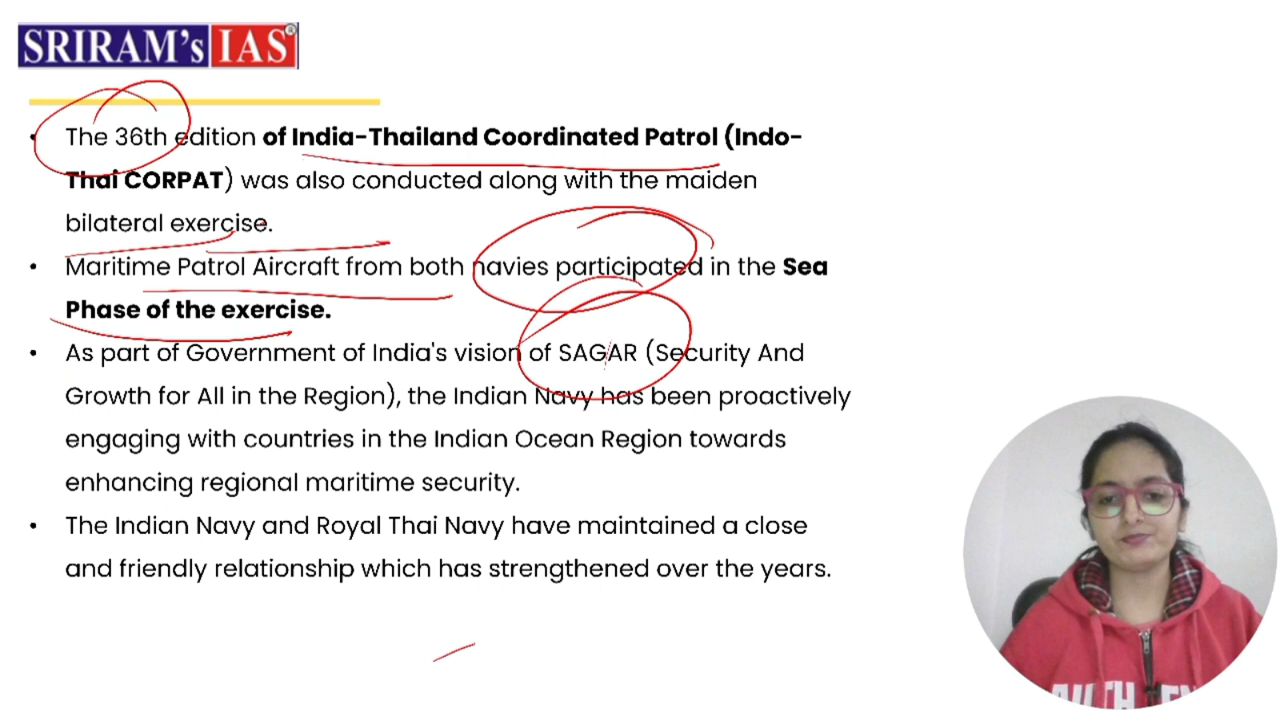 SRIRAM's IAS®
• The 36th edition of India-Thailand Coordinated Patrol (Indo-
Thai CORPAT) was also conducted along with the maiden
bilateral exercise.
• Maritime Patrol Aircraft from both navies participated in the Sea
Phase of the exercise.
• As part of Government of India's vision of SAGAR (Security And
Growth for All in the Region), the Indian Navy has been proactively
engaging with countries in the Indian Ocean Region towards
enhancing regional maritime security.
• The Indian Navy and Royal Thai Navy have maintained a close
and friendly relationship which has strengthened over the years.